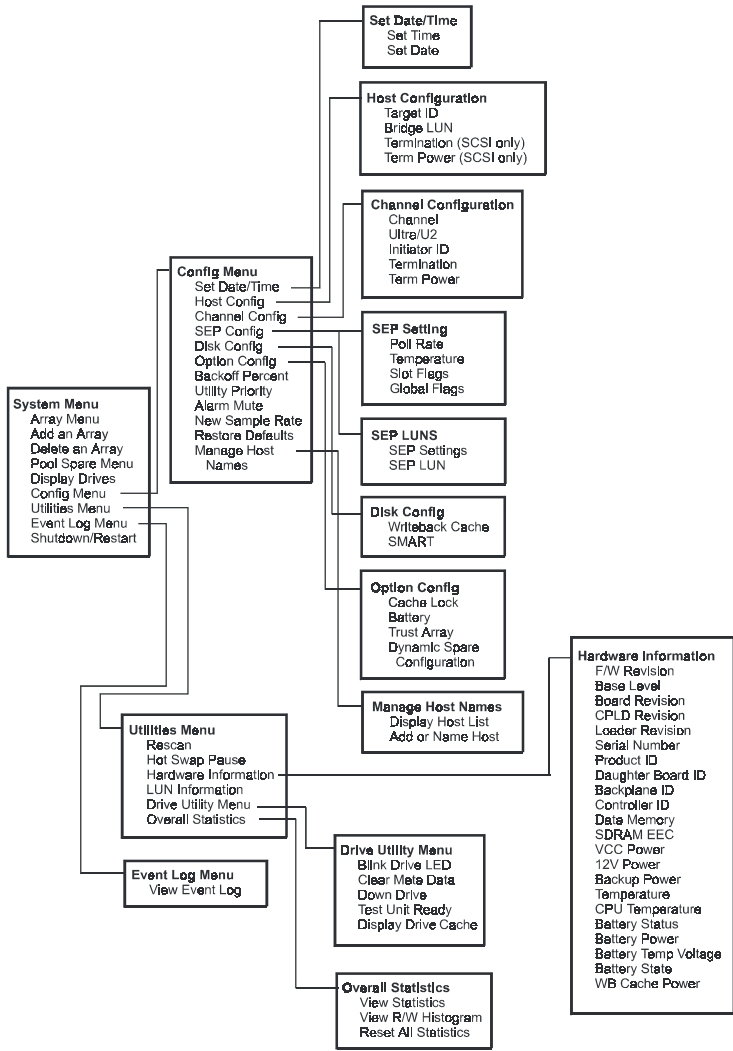 Set Date/Time
Set Time
Set Date
Host Configuration
Target ID
Bridge LUN
Termination (SCSI only)
Term Power (SCSI only)
Channel Configuration
Channel
Ultra/U2
Initiator ID
Termination
Term Power
Config Menu
Set Date/Time
Host Config
Channel Config
SEP Config
Disk Config
Option Config
Backoff Percent
Utility Priority
Alarm Mute
New Sample Rate
Restore Defaults
Manage Host
Names
SEP Setting
Poll Rate
Temperature
Slot Flags
Global Flags
System Menu
Array Menu
Add an Array
Delete an Array
Pool Spare Menu
Display Drives
Config Menu
Utilities Menu
Event Log Menu
Shutdown/Restart
SEP LUNS
SEP Settings
SEP LUN
Disk Config
Writeback Cache
SMART
Option Config
Cache Lock
Battery
Trust Array
Dynamic Spare
Configuration
Manage Host Names
Display Host List
Add or Name Host
Hardware Information
F/W Revision
Base Level
Board Revision
CPLD Revision
Loader Revision
Serial Number
Product ID
Daughter Board ID
Backplane ID
Controller ID
Data Memory
SDRAM EEC
VCC Power
12V Power
Backup Power
Temperature
CPU Temperature
Battery Status
Battery Power
Battery Temp Voltage
Battery State
WB Cache Power
Utilities Menu
Rescan
Hot Swap Pause
Hardware Information
LUN Information
Drive Utility Menu
Overall Statistics
Event Log Menu
View Event Log
Drive Utility Menu
Blink Drive LED
Clear Meta Data
Down Drive
Test Unit Ready
Display Drive Cache
Overall Statistics
View Statistics
View R/W Histogram
Reset All Statistics